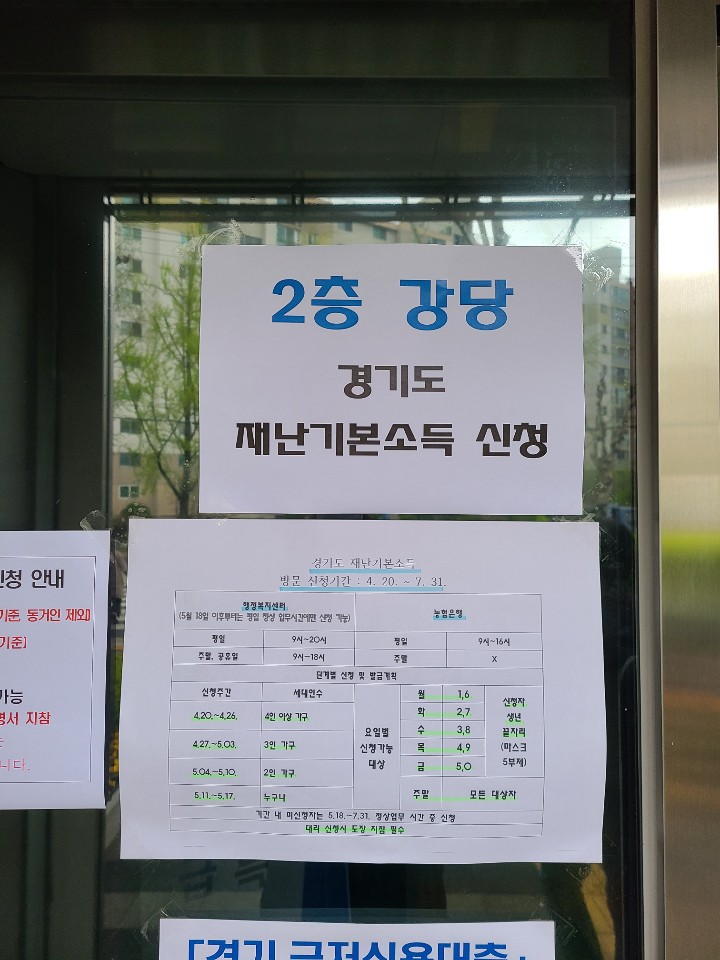 2층 강당
경기도
재난기본소득 신청
경기도 재난기본소득
방문 신청기간 : 4. 20. ~ 7. 31.
행정복지센터
(5월 18일 이후부터는 평일 정상 업무시간에만 신청 가능)
농협은행
평일 9시~20시 평일 9시~16시
주말, 공휴일 9시~18시 주말 X
단계별 신청 및 발급계획
신청주간 세대인수
4.20.~4.26. 4인 이상 가구
4.27.~5.03. 3인 가구
5.04.~5.10. 2인 가구
5.11.~5.17. 누구나
요일별
신청가능
대상
월 1,6
화 2,7
수 3,8
목 4,9
금 5,0
신청자
생년
끝자리
(마스크
5부제)
주말 모든 대상자
기간 내 미신청자는 5.18.~7.31. 정상업무 시간 중 신청
대리 신청시 도장 지참 필수
신청 안내
기준, 동거인 제외]
기준]
가능
명서 지참
는
니다.
「경기 극저신용대출」